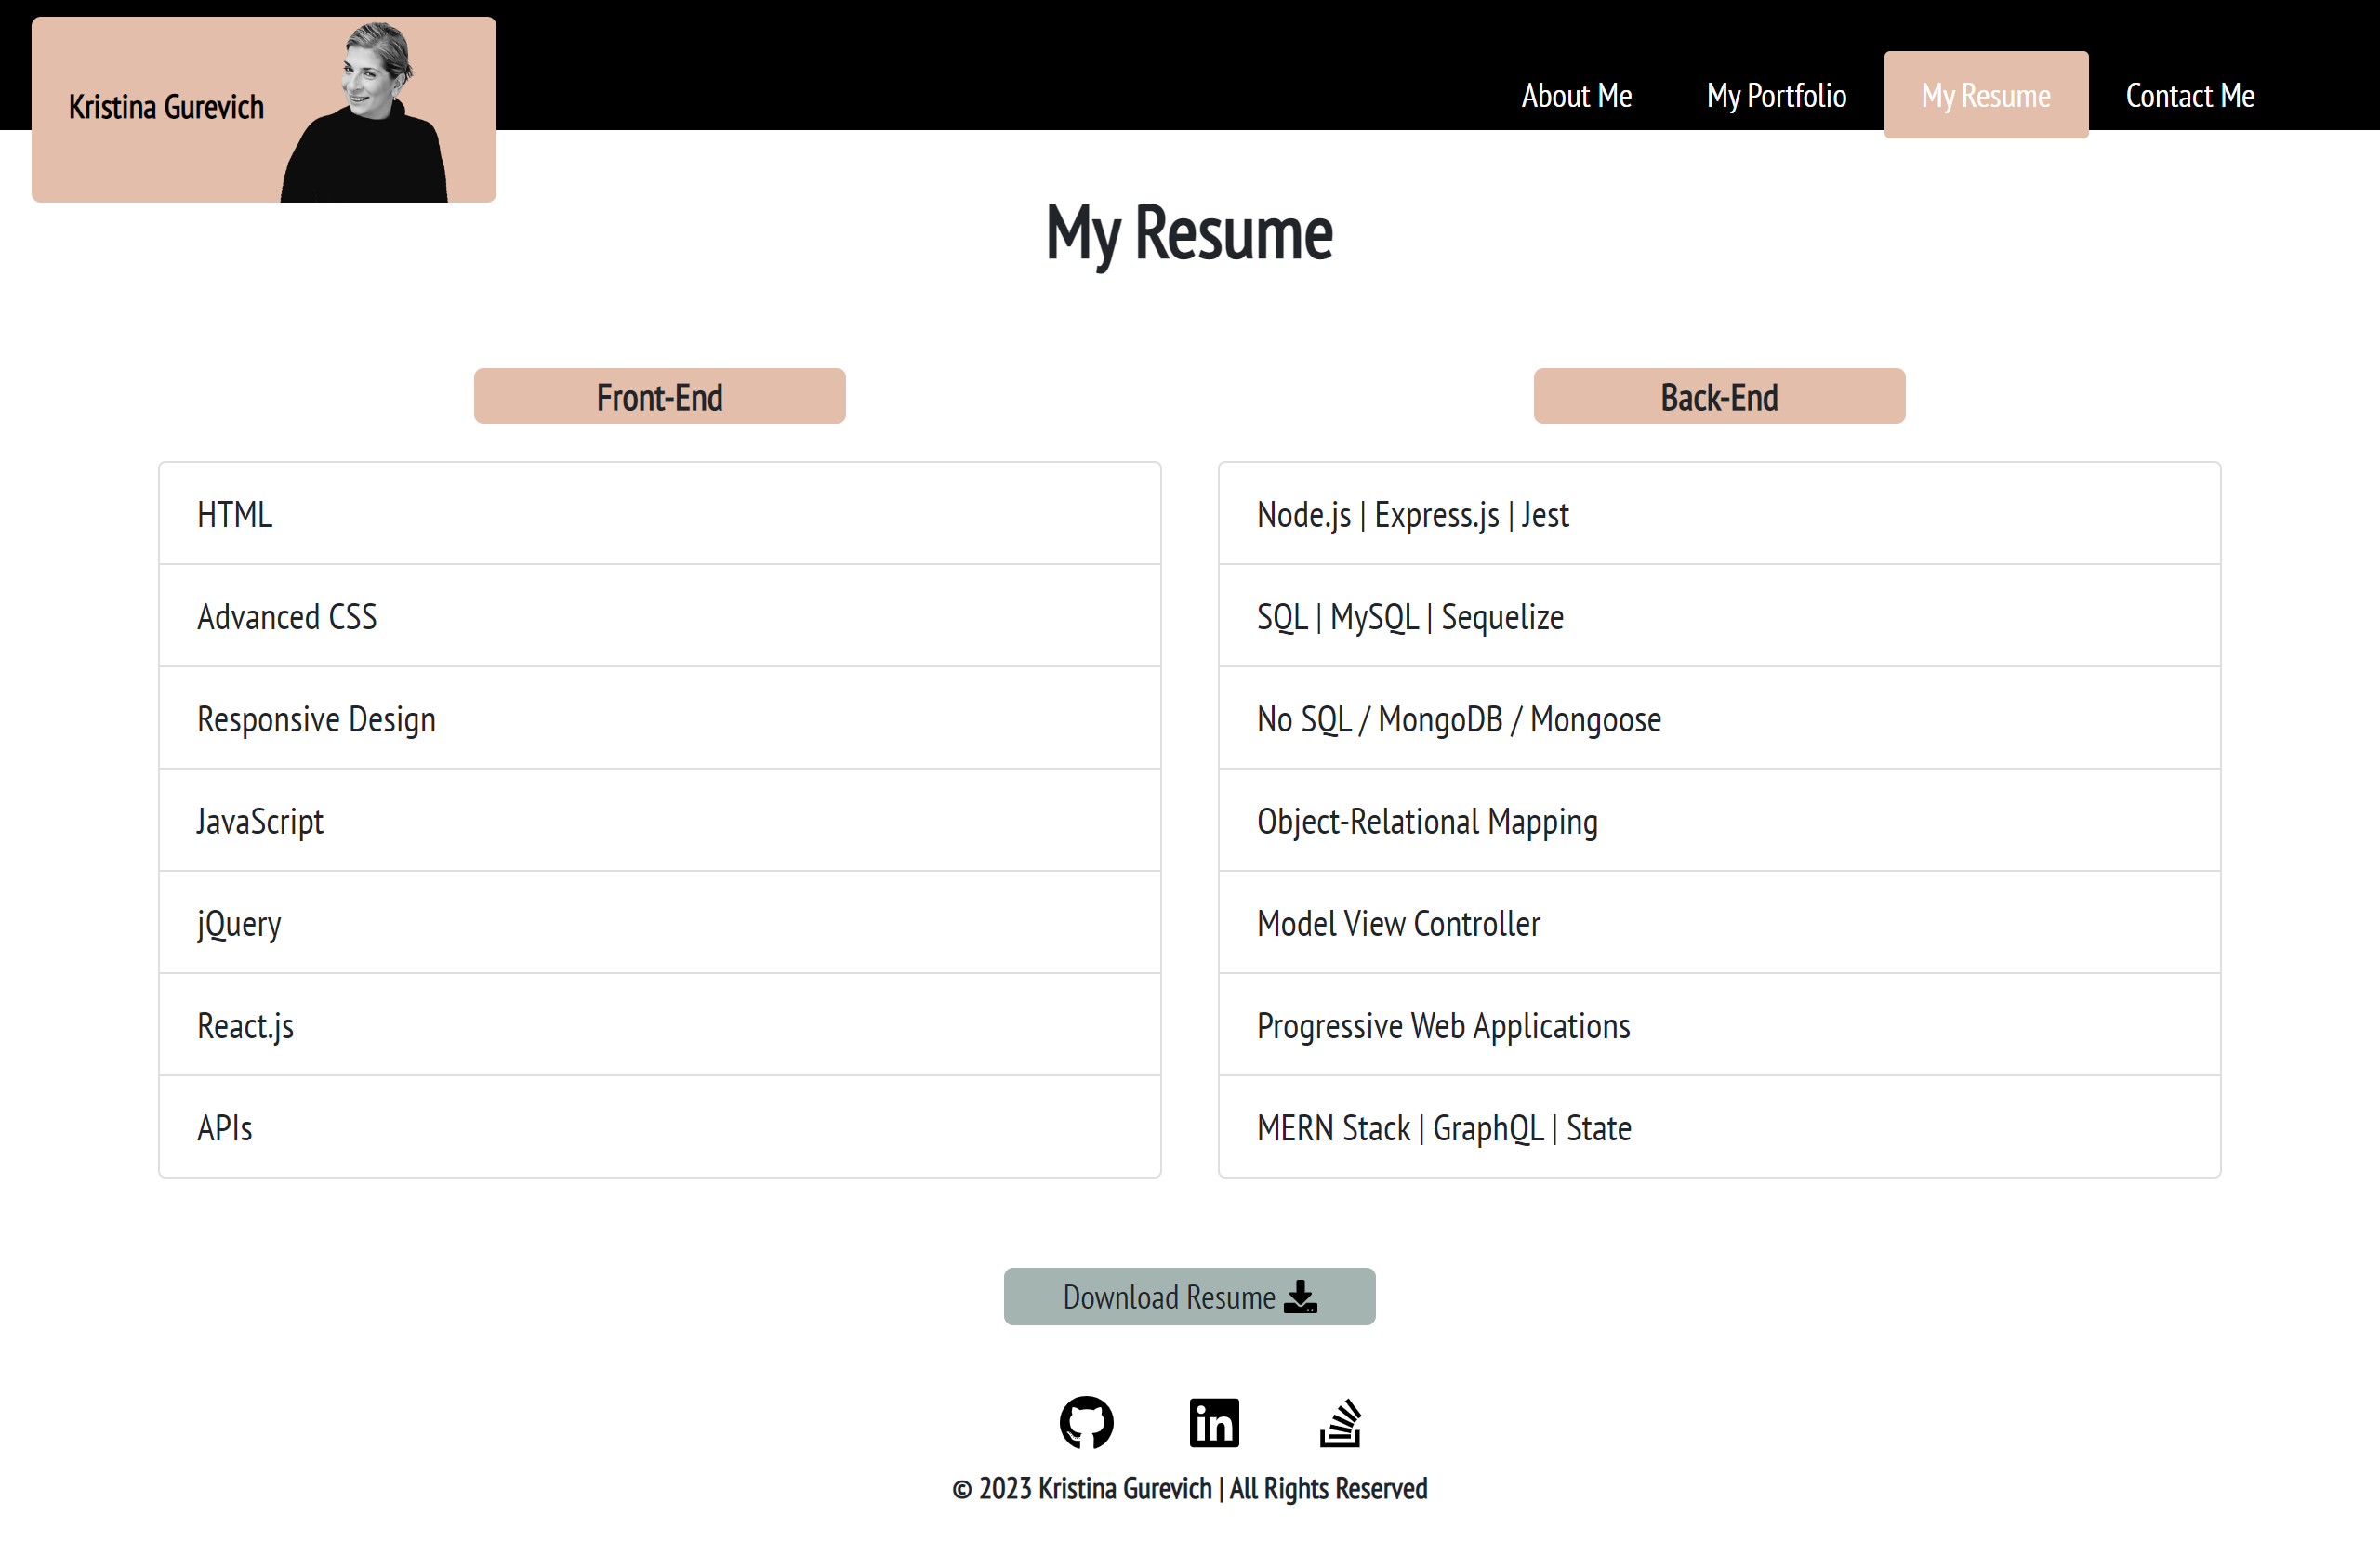 Kristina Gurevich
About Me
My Portfolio
My Resume
Contact Me
My Resume
Front-End
HTML
Advanced CSS
Responsive Design
JavaScript
jQuery
React.js
APIs
Back-End
Node.js | Express.js | Jest
SQL | MySQL | Sequelize
No SQL / MongoDB / Mongoose
Object-Relational Mapping
Model View Controller
Progressive Web Applications
MERN Stack | GraphQL | State
Download Resume
in
© 2023 Kristina Gurevich | All Rights Reserved